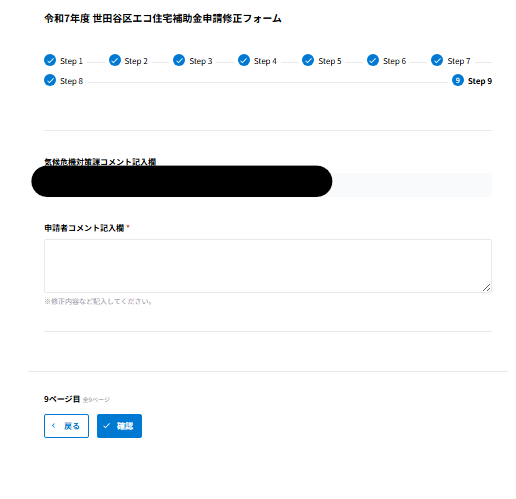 令和7年度 世田谷区エコ住宅補助金申請修正フォーム
Step 1 Step 2 Step 3 Step 4 Step 5 Step 6 Step 7
Step 8 9 Step 9
気候危機対策課コメント記入欄
申請者コメント記入欄 *
※修正内容など記入してください。
9ページ目 全9ページ
戻る 確認